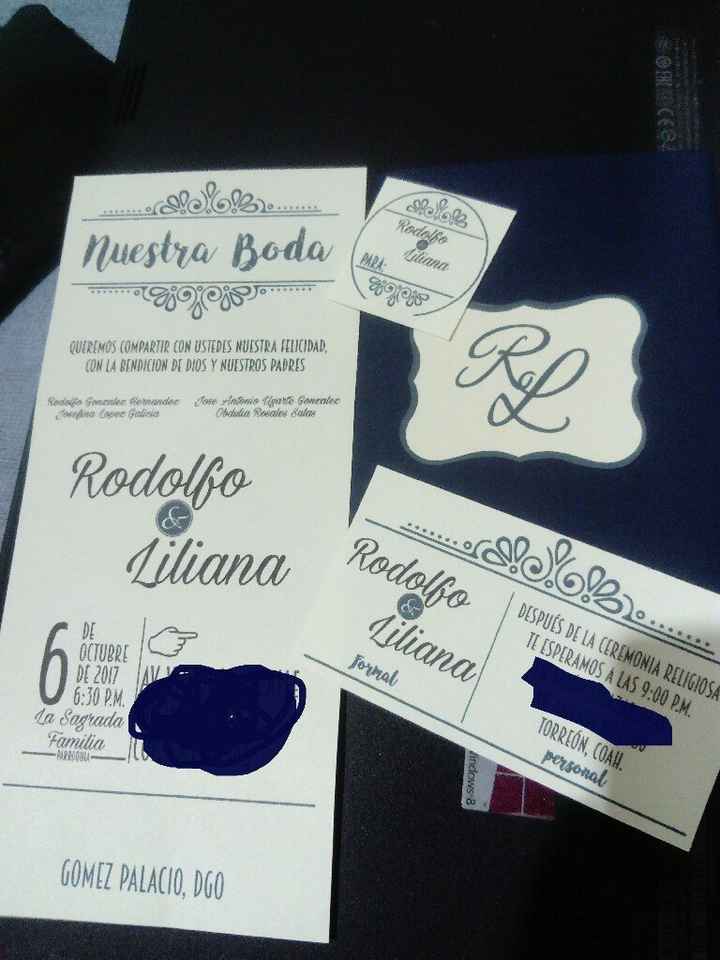 Nuestra Boda
QUEREMOS COMPARTIR CON USTEDES NUESTRA FELICIDAD,
CON LA BENDICION DE DIOS Y NUESTROS PADRES
Rodolfo Gonzalez Hernandez
Josefina Lopez Galicia
Jose Antonio Ugarte Gonzalez
Obdulia Rosales Salas
Rodolfo
&
Liliana
6
DE
OCTUBRE
DE 2017
6:30 P.M.
La Sagrada
Familia
PARROQUIA
AV
GOMEZ PALACIO, DGO
Rodolfo
&
Liliana
PARA:
R&L
Rodolfo
&
Liliana
formal
DESPUÉS DE LA CEREMONIA RELIGIOSA
TE ESPERAMOS A LAS 9:00 P.M.
TORREÓN, COAH.
personal
Windows 8